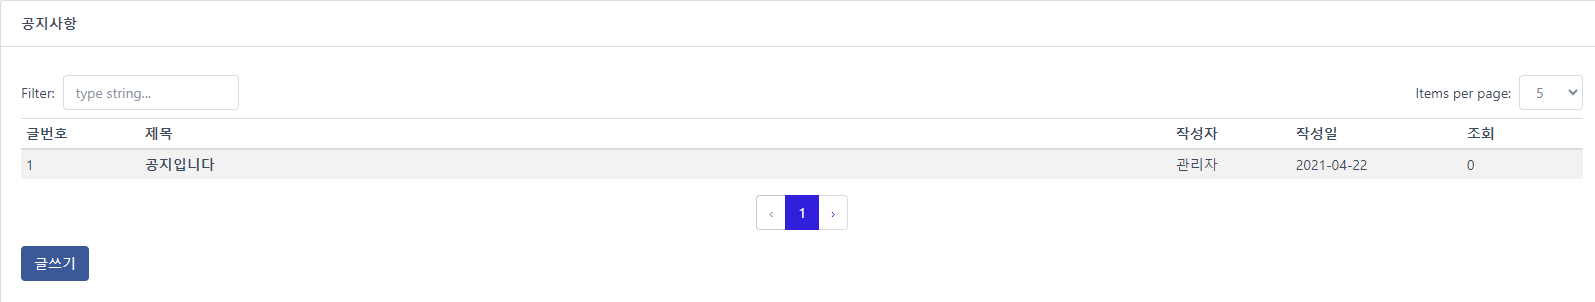 공지사항
Filter: type string... Items per page: 5
글번호 제목 작성자 작성일 조회
1 공지입니다 관리자 2021-04-22 0
‹ 1 ›
글쓰기